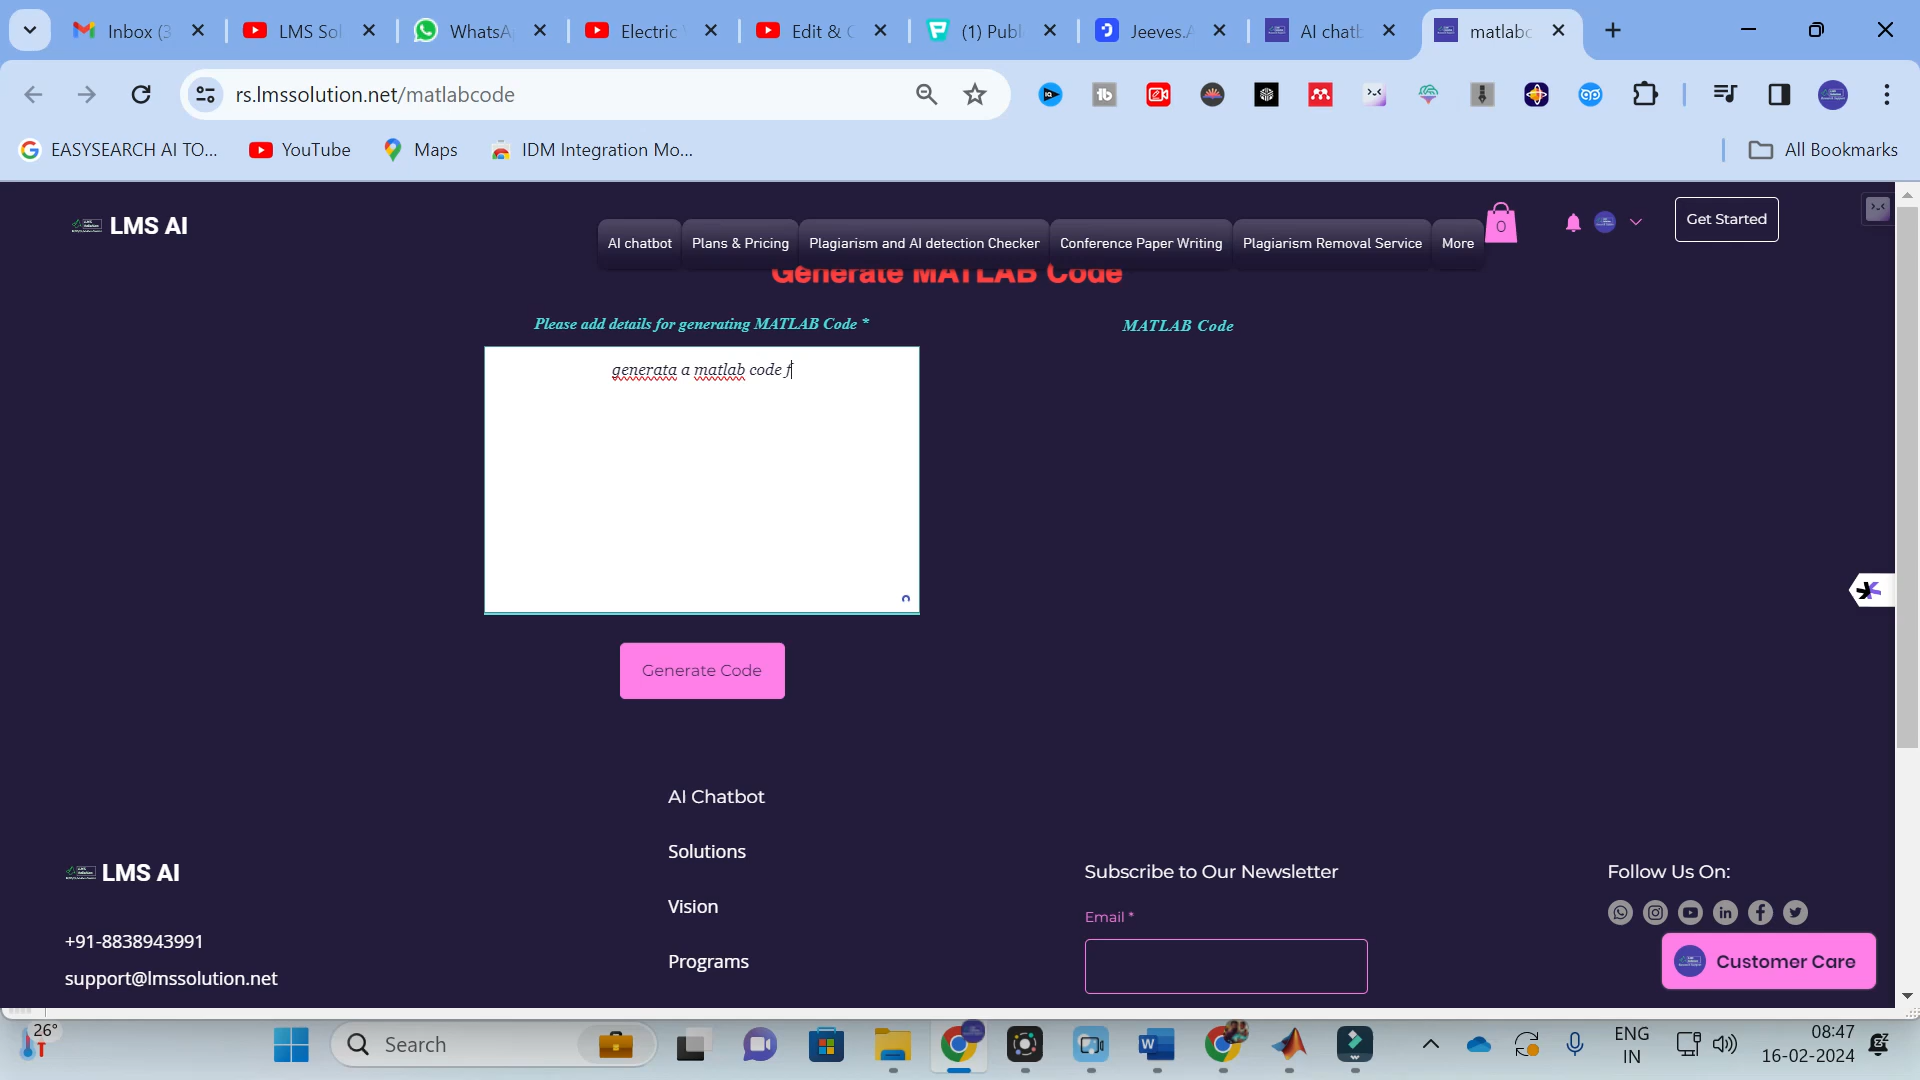 Inbox (3
LMS Sol
WhatsA
Electric
Edit & C
(1) Publ
Jeeves.A
AI chatb
matlabc
rs.lmssolution.net/matlabcode
EASYSEARCH AI TO...
YouTube
Maps
IDM Integration Mo...
All Bookmarks
LMS AI
AI chatbot
Plans & Pricing
Plagiarism and AI detection Checker
Conference Paper Writing
Plagiarism Removal Service
More
0
Get Started
Generate MATLAB Code
Please add details for generating MATLAB Code *
MATLAB Code
generata a matlab code f
Generate Code
AI Chatbot
Solutions
Vision
Programs
LMS AI
+91-8838943991
support@lmssolution.net
Subscribe to Our Newsletter
Email *
Follow Us On:
Customer Care
26°
Search
ENG
IN
08:47
16-02-2024